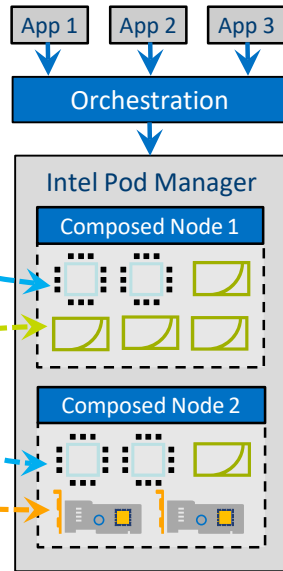 App 1
App 2
App 3
Orchestration
Intel Pod Manager
Composed Node 1
Composed Node 2